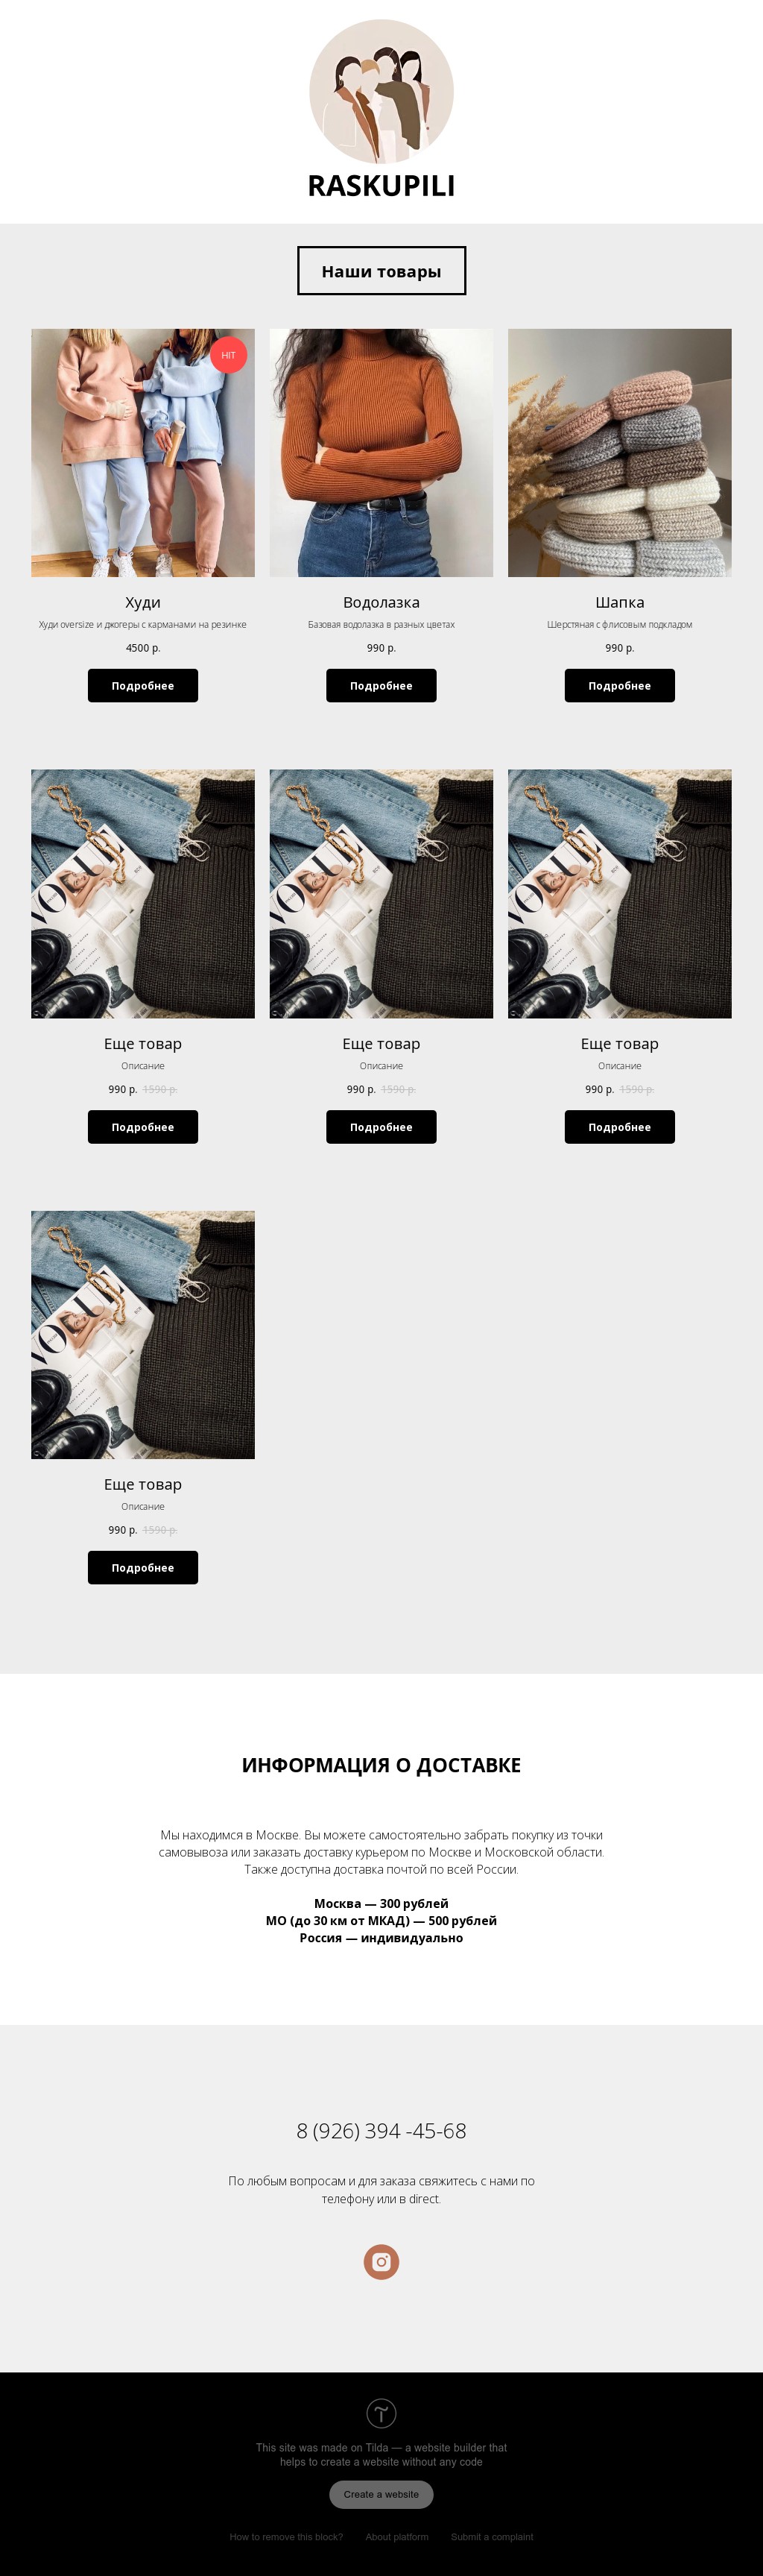 RASKUPILI
Наши товары
HIT
Худи
Водолазка
Шапка
Худи oversize и джогеры с карманами на резинке
Базовая водолазка в разных цветах
Шерстяная с флисовым подкладом
4500 р.
990 р.
990 р.
Подробнее
Подробнее
Подробнее
VOGUE
VOGUE
VOGUE
Еще товар
Еще товар
Еще товар
Описание
Описание
Описание
990 р. 1590 р.
990 р. 1590 р.
990 р. 1590 р.
Подробнее
Подробнее
Подробнее
VOGUE
Еще товар
Описание
990 р. 1590 р.
Подробнее
ИНФОРМАЦИЯ О ДОСТАВКЕ
Мы находимся в Москве. Вы можете самостоятельно забрать покупку из точки
самовывоза или заказать доставку курьером по Москве и Московской области.
Также доступна доставка почтой по всей России.
Москва — 300 рублей
МО (до 30 км от МКАД) — 500 рублей
Россия — индивидуально
8 (926) 394 -45-68
По любым вопросам и для заказа свяжитесь с нами по
телефону или в direct.
This site was made on Tilda — a website builder that
helps to create a website without any code
Create a website
How to remove this block? About platform Submit a complaint